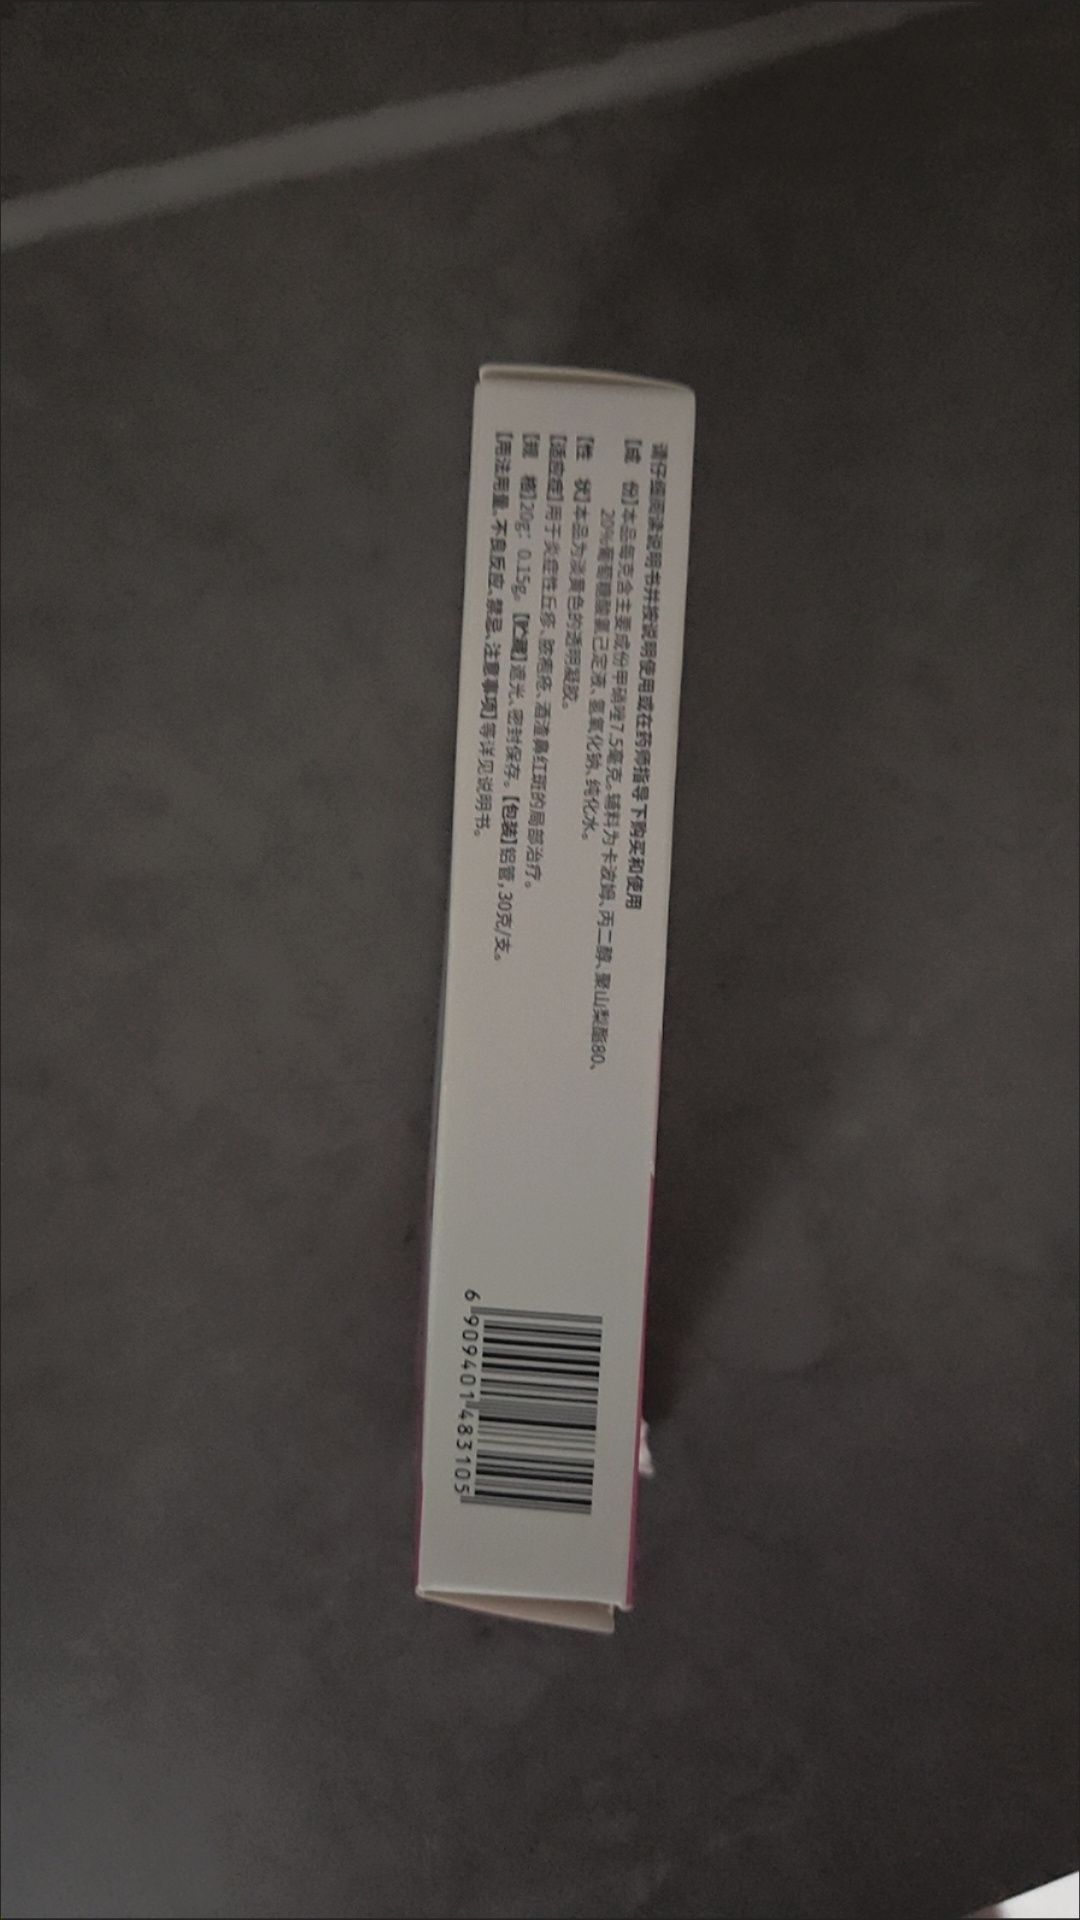 请仔细阅读说明书并按说明使用或在药师指导下购买和使用
【成 份】本品每克含主要成份甲硝唑7.5毫克。辅料为卡波姆、丙二醇、聚山梨酯80、
20%葡萄糖酸氯己定液、氢氧化钠、纯化水。
【性 状】本品为淡黄色的透明凝胶。
【适应症】用于炎症性丘疹、脓疱疮、酒渣鼻红斑的局部治疗。
【规 格】20g：0.15g。【贮藏】遮光、密封保存。【包装】铝管，30克/支。
【用法用量、不良反应、禁忌、注意事项】等详见说明书。
6 909401 483105